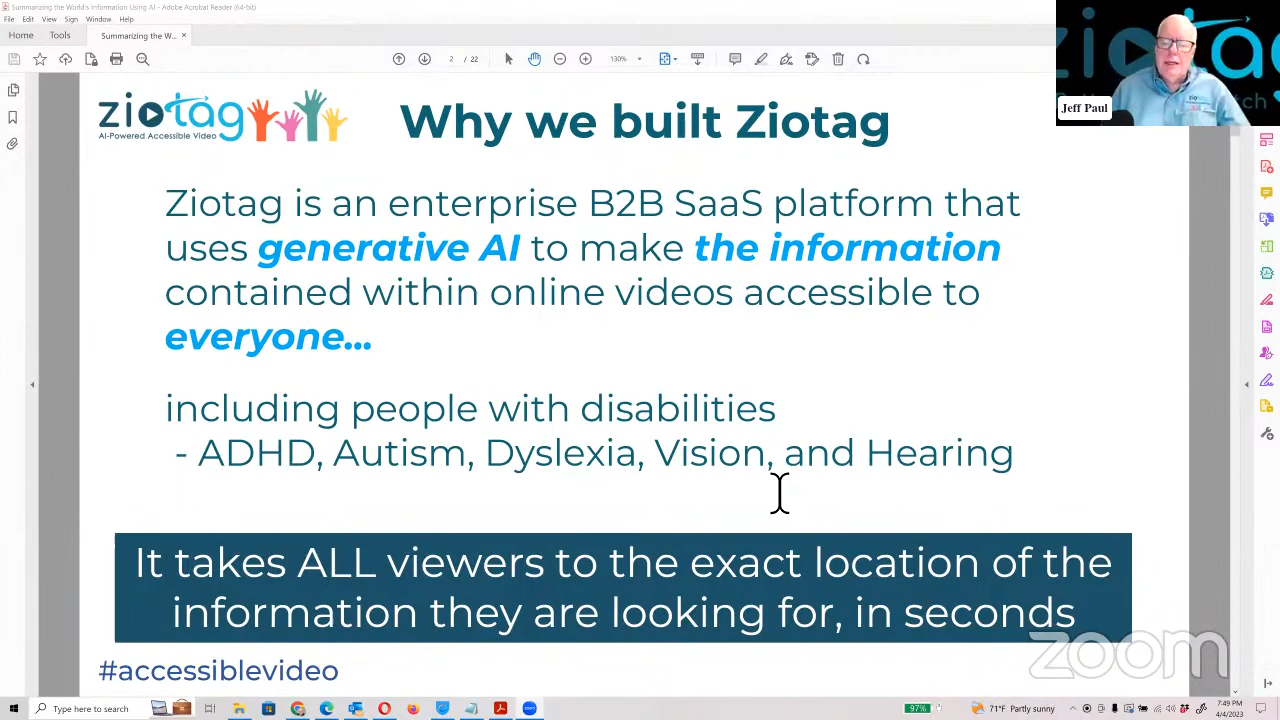 Summarizing the World's Information Using AI - Adobe Acrobat Reader (64-bit)
File Edit View Sign Window Help
Home Tools Summarizing the W... ×
2 / 130%
ziotag
Jeff Paul
ziotag
AI-Powered Accessible Video
Why we built Ziotag
Ziotag is an enterprise B2B SaaS platform that
uses generative AI to make the information
contained within online videos accessible to
everyone...
including people with disabilities
- ADHD, Autism, Dyslexia, Vision, and Hearing
It takes ALL viewers to the exact location of the
information they are looking for, in seconds
zoom
#accessiblevideo
Type here to search
97%
71°F Partly sunny
7:49 PM
4/4/2023